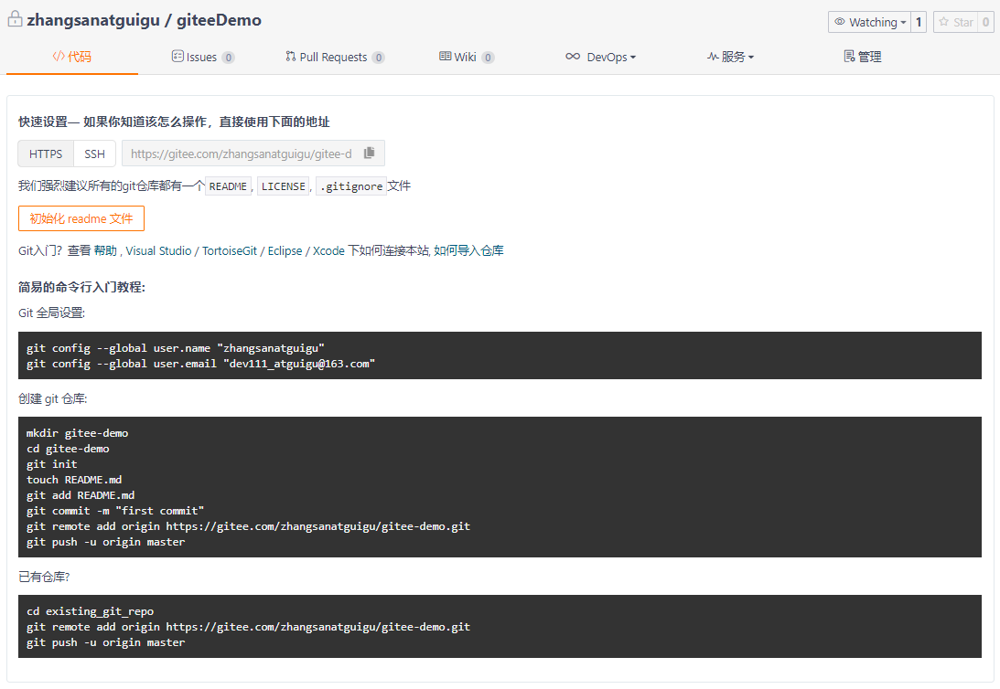 zhangsanatguigu / giteeDemo
Watching 1 Star 0
代码 Issues 0 Pull Requests 0 Wiki 0 DevOps 服务 管理
快速设置— 如果你知道该怎么操作，直接使用下面的地址
HTTPS SSH https://gitee.com/zhangsanatguigu/gitee-d
我们强烈建议所有的git仓库都有一个 README, LICENSE, .gitignore 文件
初始化 readme 文件
Git入门？查看 帮助 , Visual Studio / TortoiseGit / Eclipse / Xcode 下如何连接本站, 如何导入仓库
简易的命令行入门教程:
Git 全局设置:
git config --global user.name "zhangsanatguigu"
git config --global user.email "dev111_atguigu@163.com"
创建 git 仓库:
mkdir gitee-demo
cd gitee-demo
git init
touch README.md
git add README.md
git commit -m "first commit"
git remote add origin https://gitee.com/zhangsanatguigu/gitee-demo.git
git push -u origin master
已有仓库?
cd existing_git_repo
git remote add origin https://gitee.com/zhangsanatguigu/gitee-demo.git
git push -u origin master